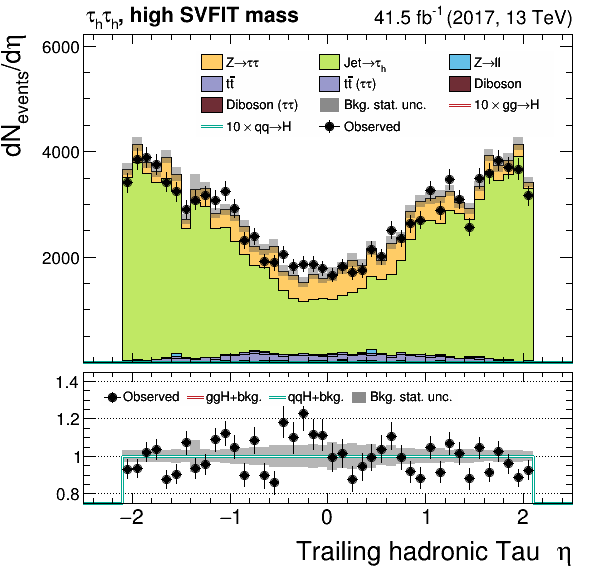 τₕτₕ, high SVFIT mass 41.5 fb⁻¹ (2017, 13 TeV)
dN_events/dη
6000
4000
2000
Z→ττ Jet→τₕ Z→ll
tt̅ tt̅ (ττ) Diboson
Diboson (ττ) Bkg. stat. unc. 10 × gg→H
10 × qq→H Observed
1.4
1.2
1
0.8
Observed ggH+bkg. qqH+bkg. Bkg. stat. unc.
−2 −1 0 1 2
Trailing hadronic Tau η